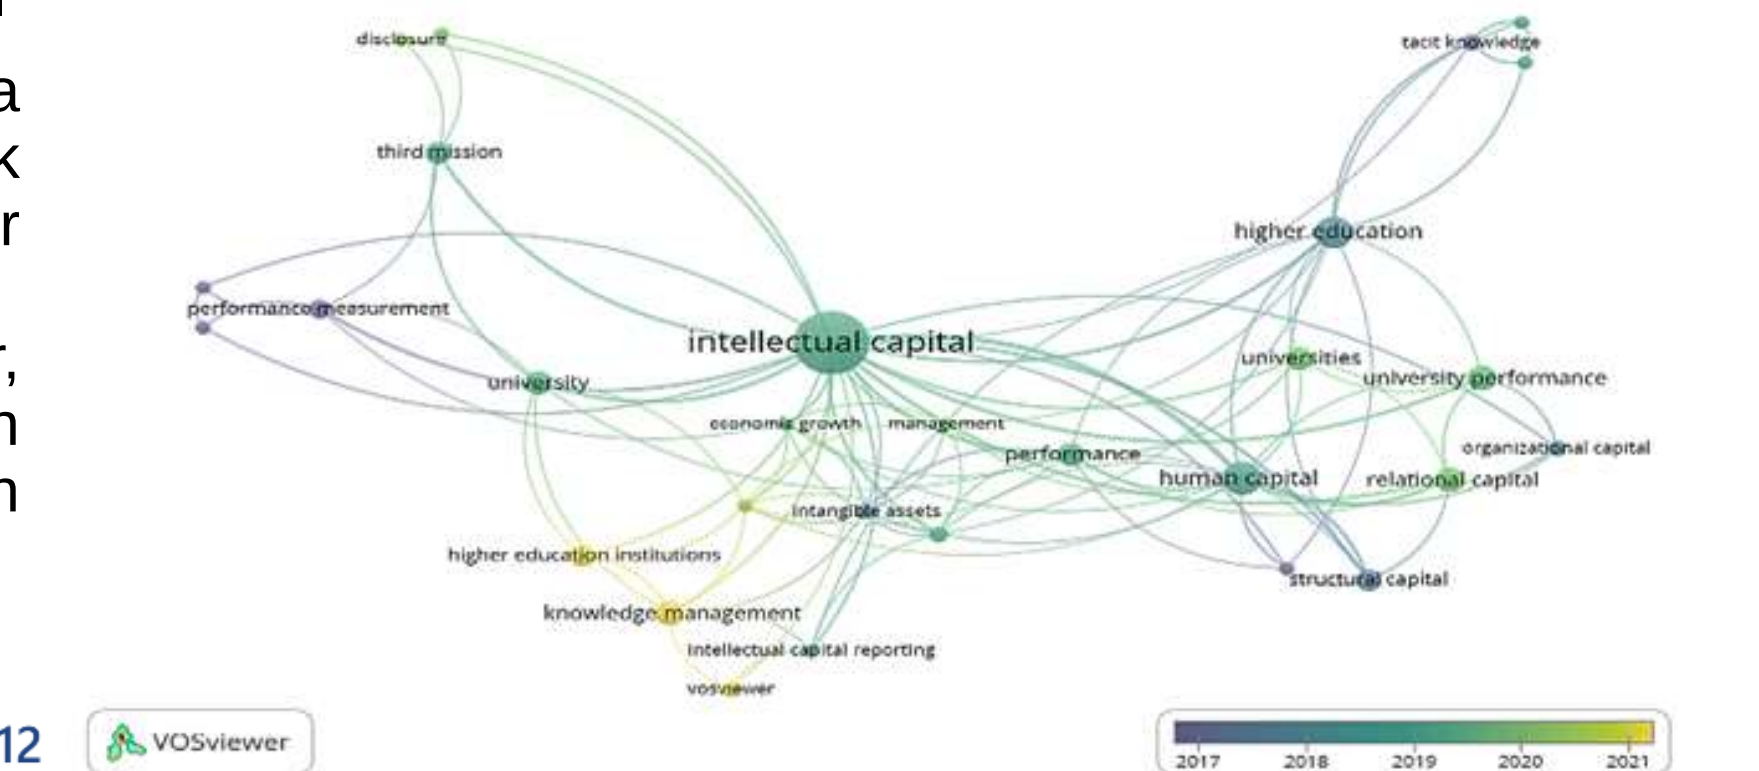 r
disclosure
tacit knowledge
a
third mission
k
r
higher education
performance measurement
intellectual capital
,
universities
university
university performance
n
economic growth
management
organizational capital
performance
human capital
relational capital
n
intangible assets
higher education institutions
structural capital
knowledge management
intellectual capital reporting
vosviewer
12
VOSviewer
2017 2018 2019 2020 2021